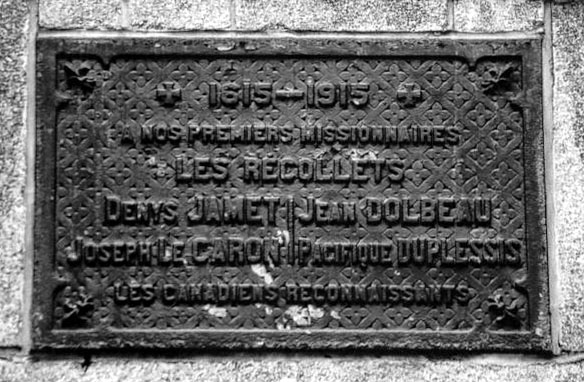 1615-1915
A NOS PREMIERS MISSIONNAIRES
LES RÉCOLLETS
DENYS JAMET JEAN DOLBEAU
JOSEPH LE CARON PACIFIQUE DUPLESSIS
LES CANADIENS RECONNAISSANTS